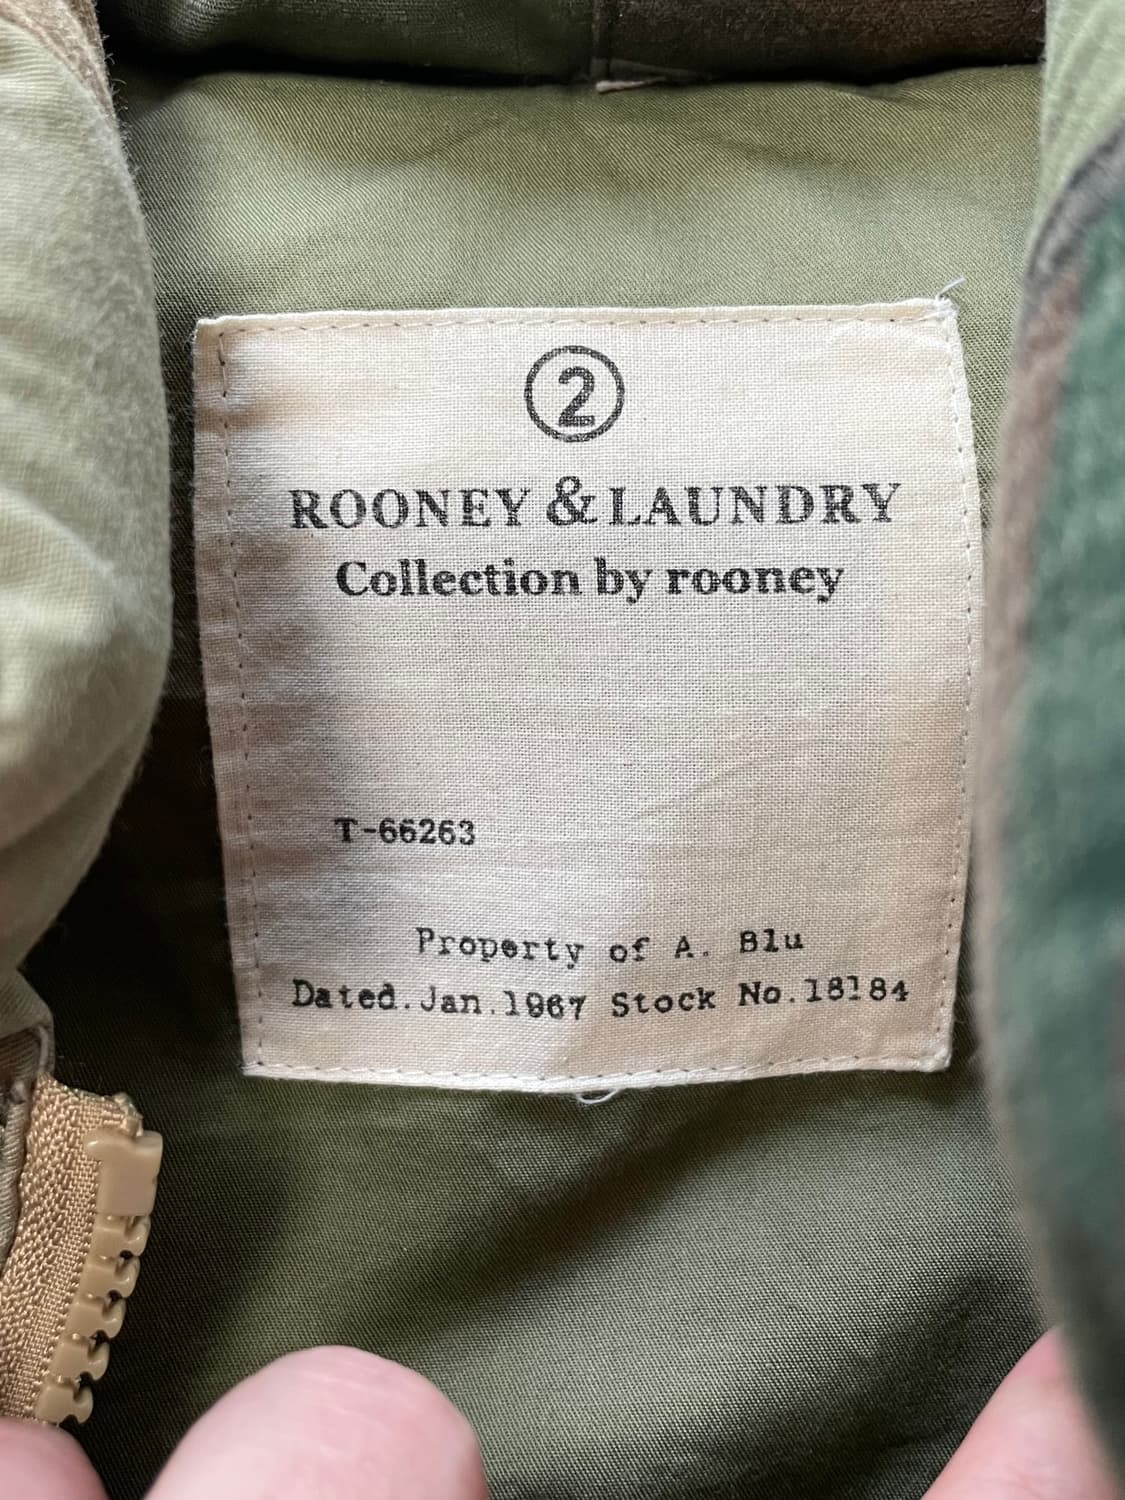 2
ROONEY & LAUNDRY
Collection by rooney
T-66263
Property of A. Blu
Dated.Jan.1967 Stock No.18184